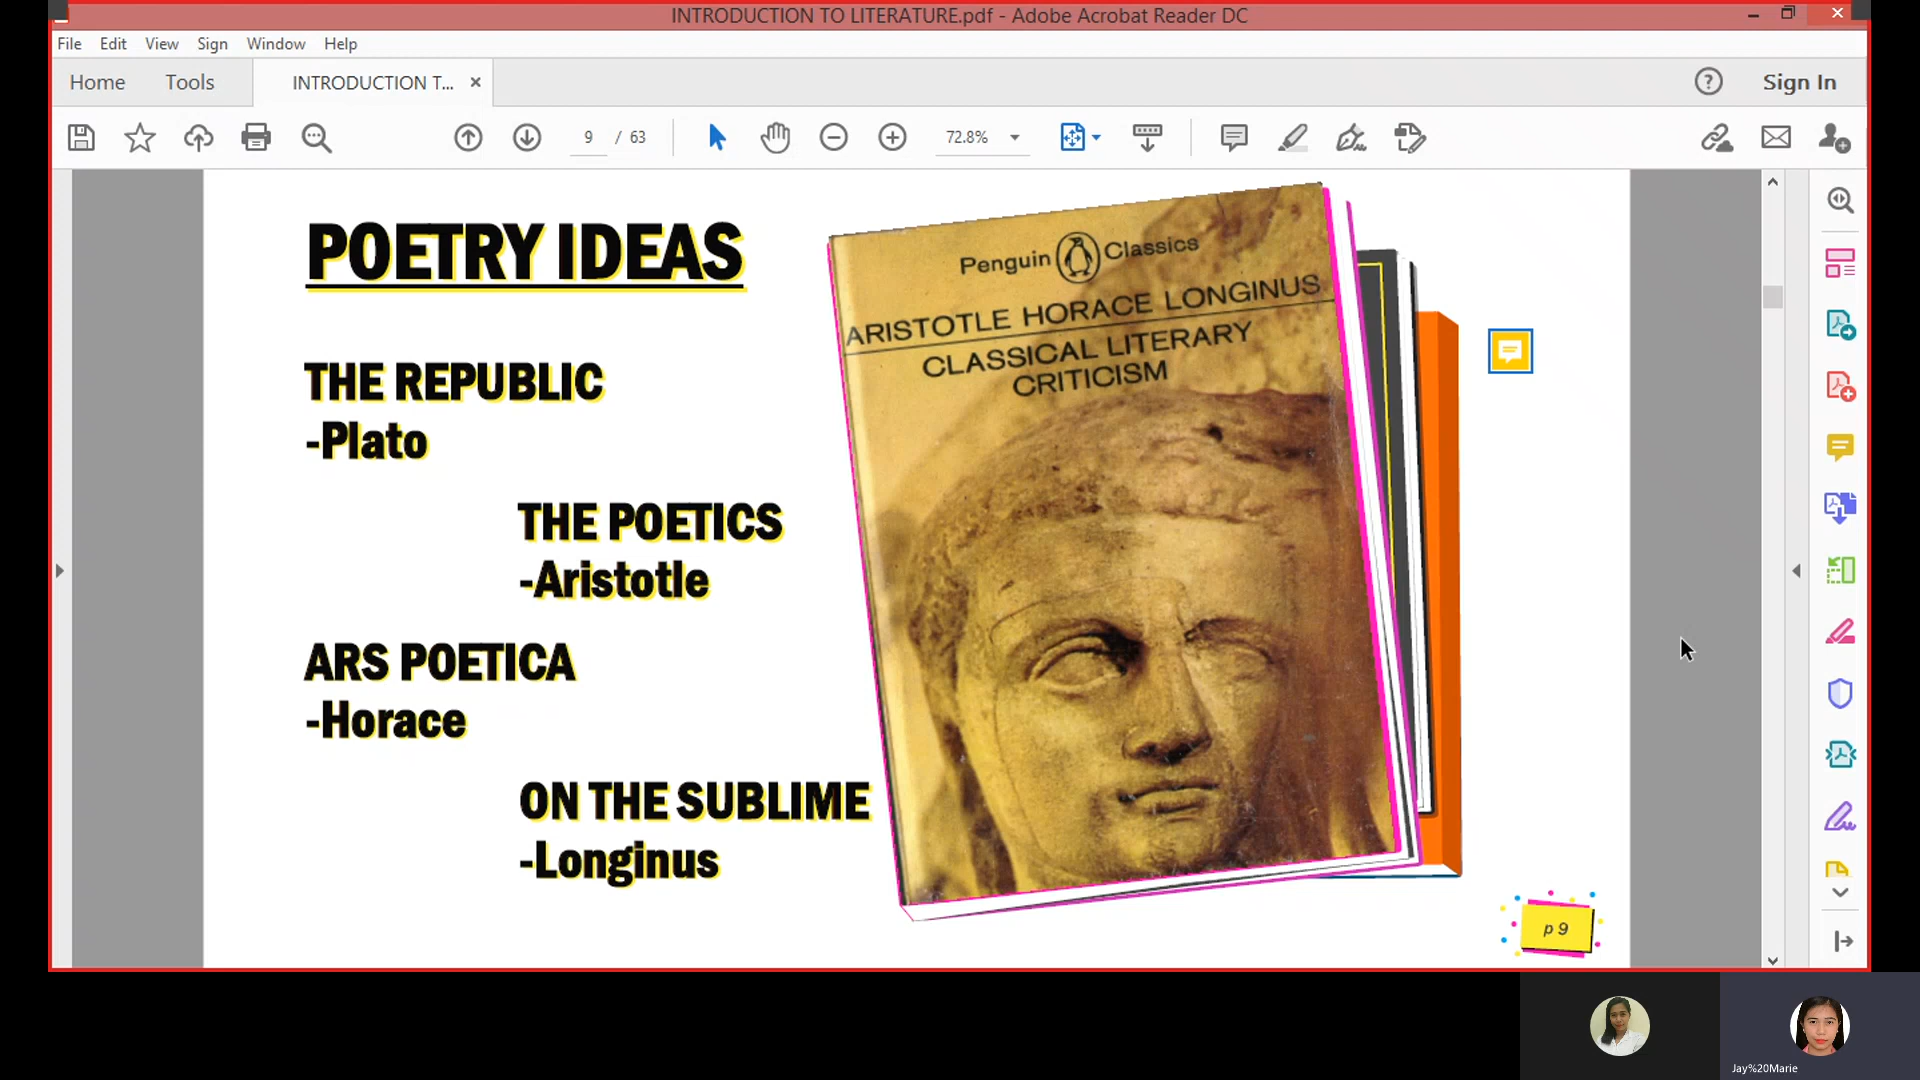 INTRODUCTION TO LITERATURE.pdf - Adobe Acrobat Reader DC
File Edit View Sign Window Help
Home Tools INTRODUCTION T... × Sign In
9 / 63 72.8%
POETRY IDEAS
THE REPUBLIC
-Plato
THE POETICS
-Aristotle
ARS POETICA
-Horace
ON THE SUBLIME
-Longinus
Penguin Classics
ARISTOTLE HORACE LONGINUS
CLASSICAL LITERARY
CRITICISM
p 9
Jay%20Marie